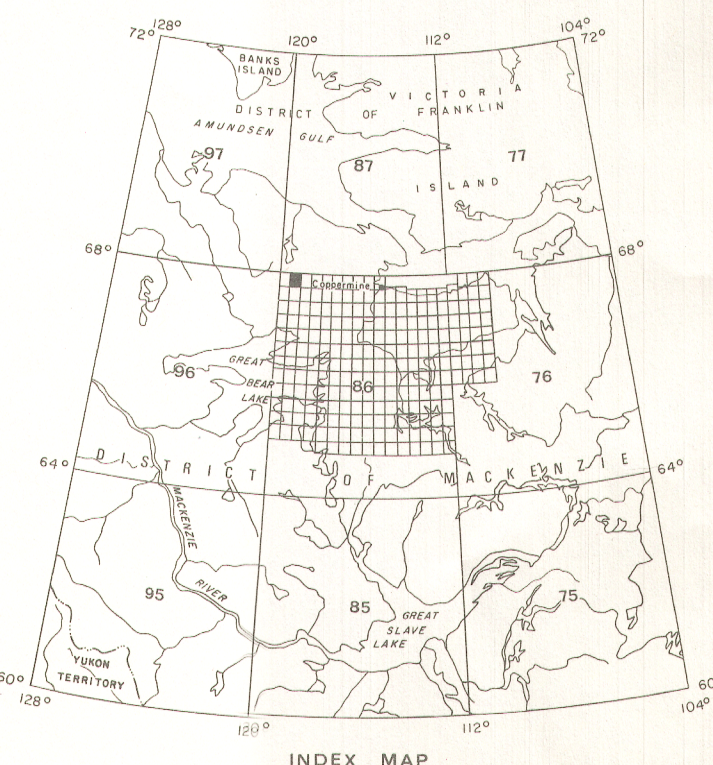 128°
72°
120°
112°
104°
72°
BANKS
ISLAND
VICTORIA
DISTRICT OF FRANKLIN
AMUNDSEN GULF
97
87
77
ISLAND
68°
68°
Coppermine
GREAT
96
BEAR
86
76
LAKE
DISTRICT OF MACKENZIE
64°
64°
MACKENZIE
RIVER
95
85
75
GREAT
SLAVE
LAKE
YUKON
TERRITORY
60°
128°
112°
60
104°
INDEX MAP